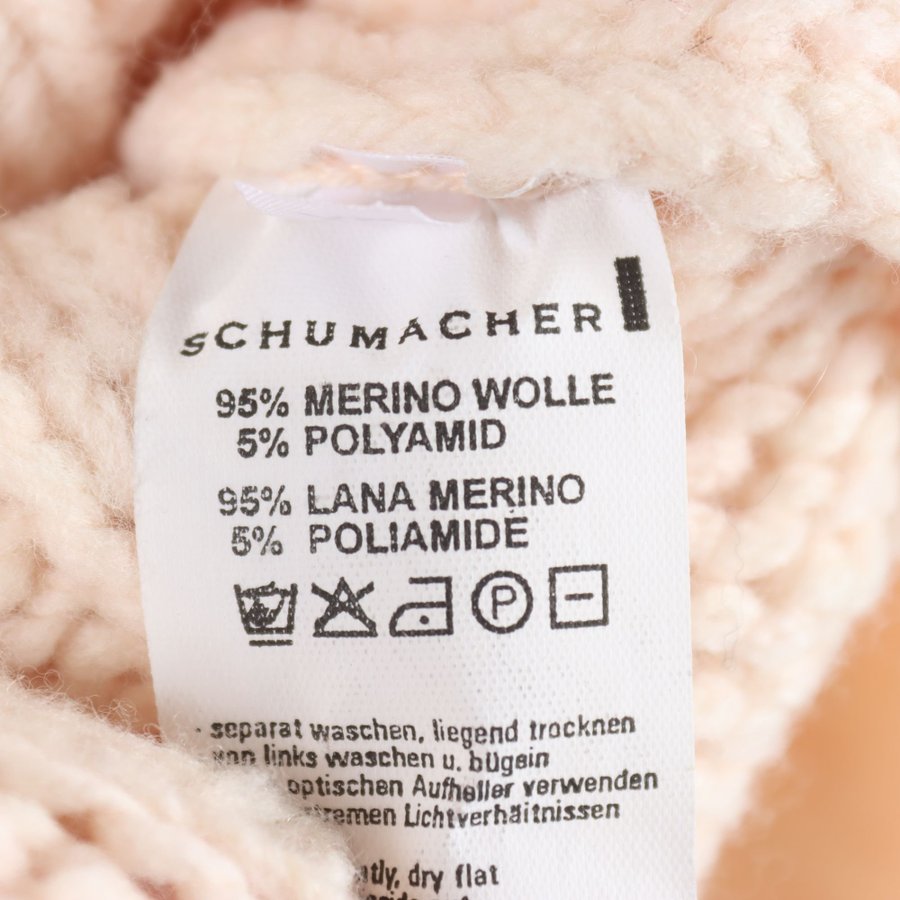 SCHUMACHER
95% MERINO WOLLE
5% POLYAMID
95% LANA MERINO
5% POLIAMIDE
P
- separat waschen, liegend trocknen
von links waschen u. bügeln
optischen Aufheller verwenden
Lichtverhältnissen
dry flat